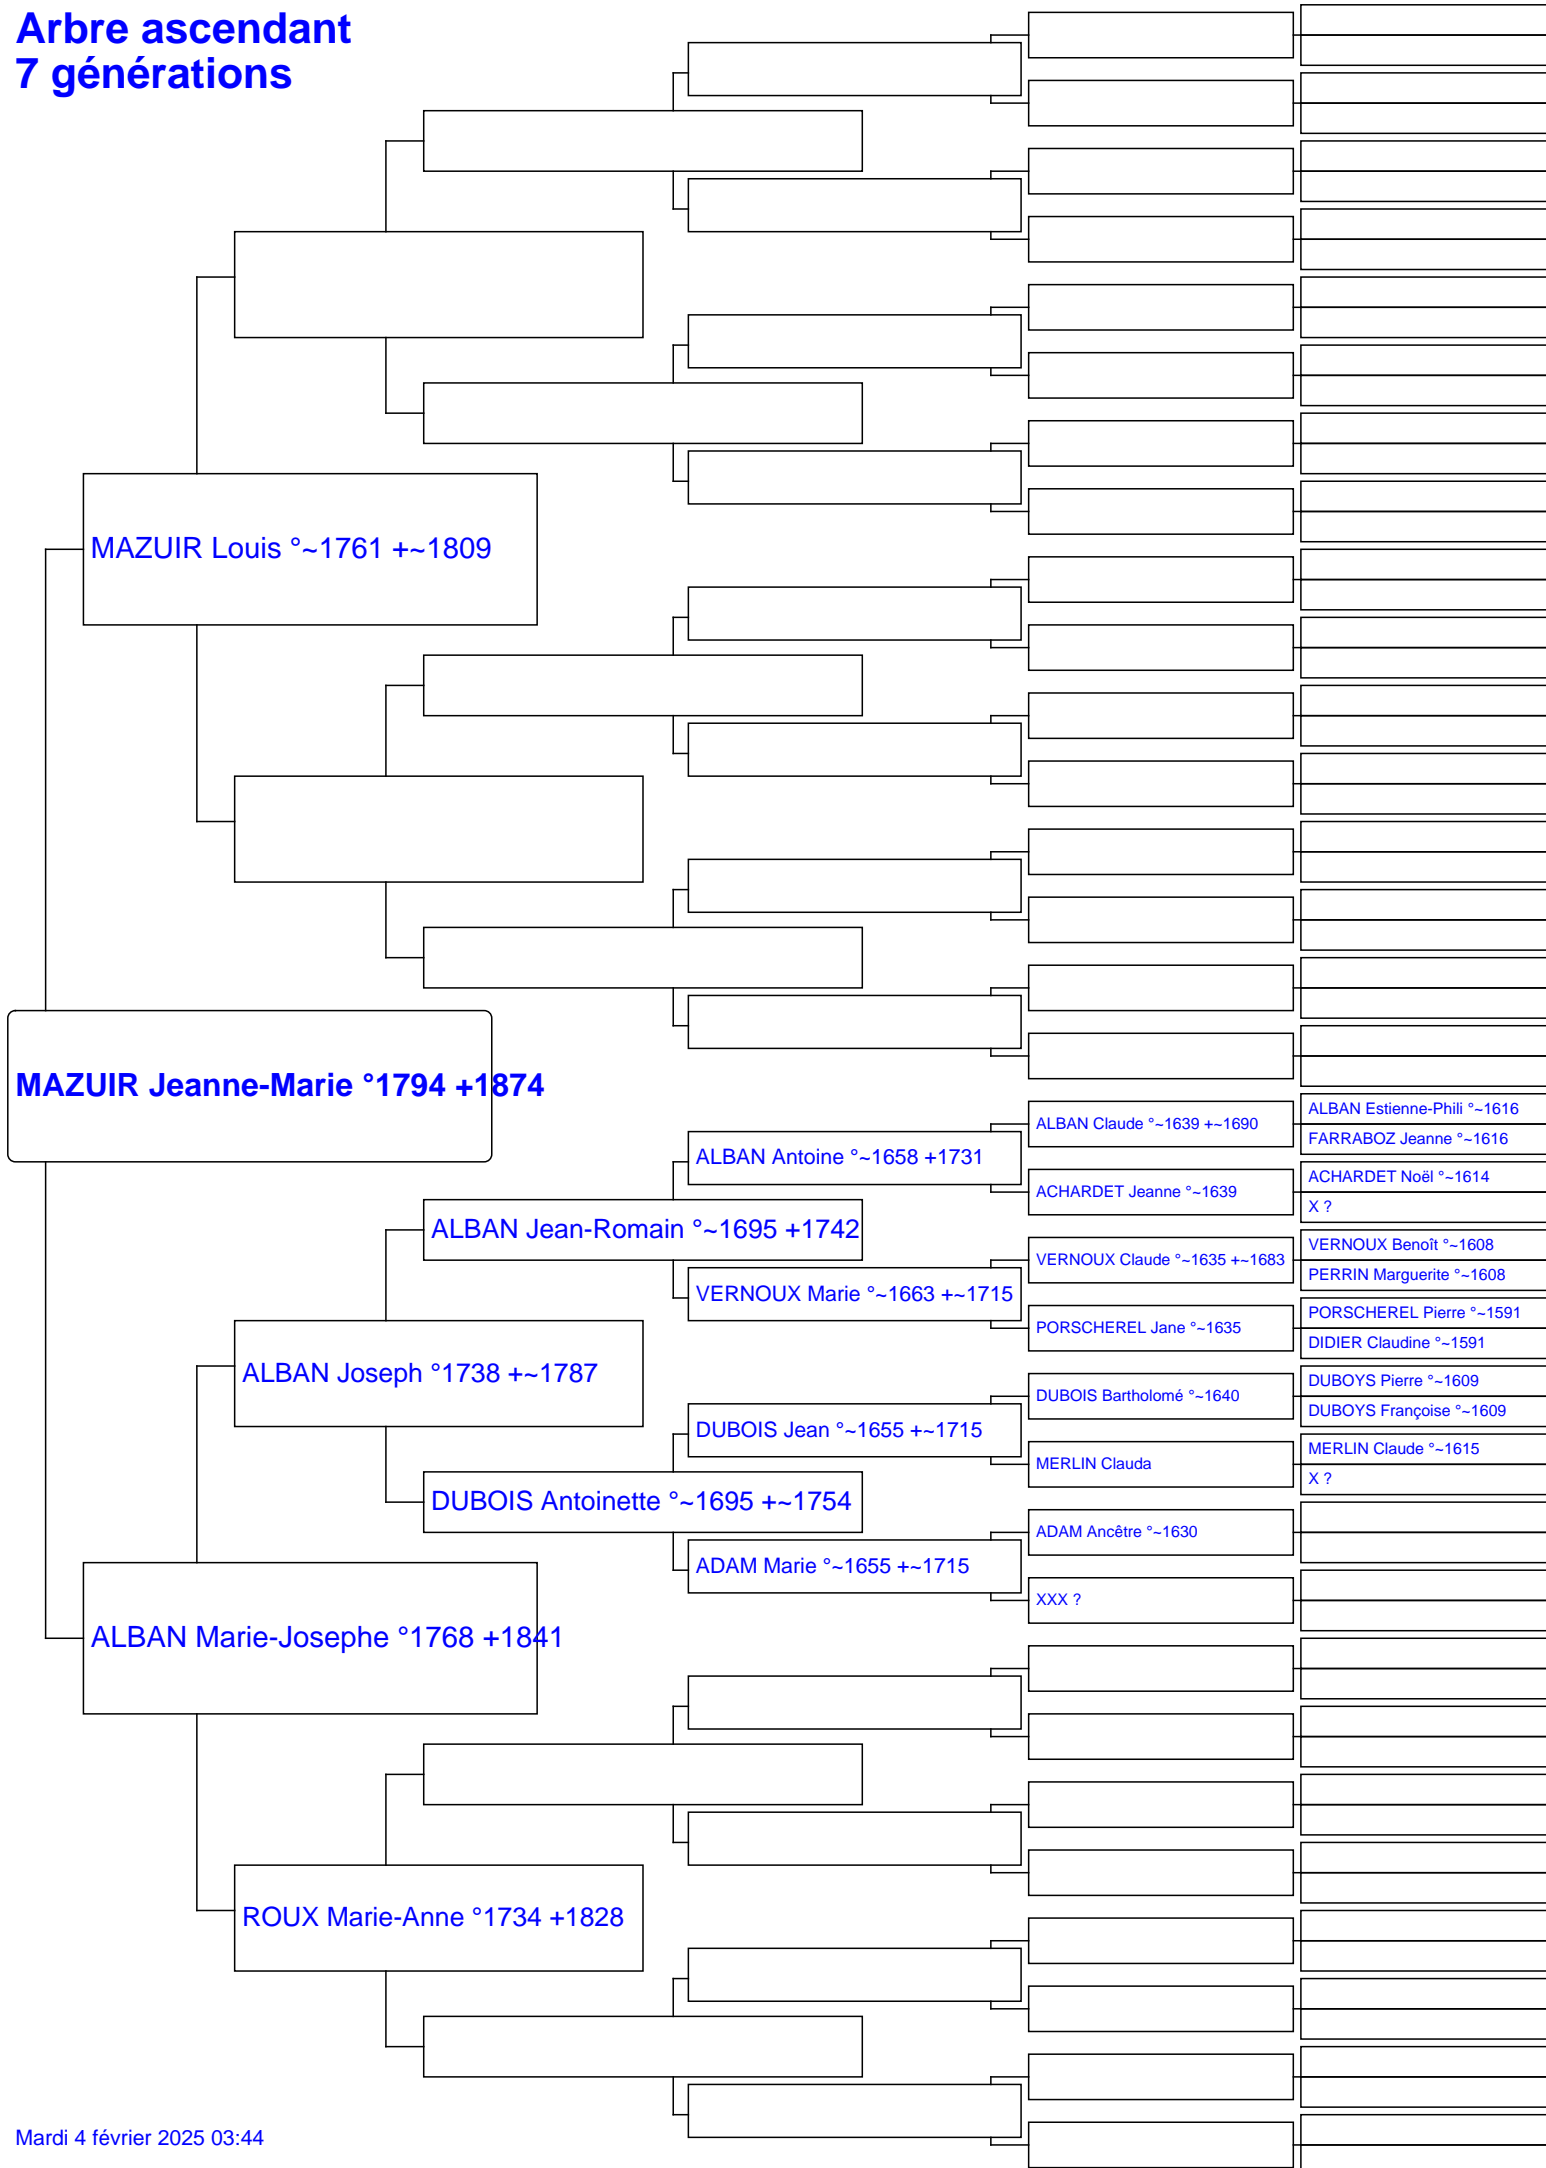 Arbre ascendant
7 générations
MAZUIR Louis °~1761 +~1809
MAZUIR Jeanne-Marie °1794 +1874
ALBAN Estienne-Phili °~1616
ALBAN Claude °~1639 +~1690
FARRABOZ Jeanne °~1616
ALBAN Antoine °~1658 +1731
ACHARDET Noël °~1614
ACHARDET Jeanne °~1639
X ?
ALBAN Jean-Romain °~1695 +1742
VERNOUX Benoît °~1608
VERNOUX Claude °~1635 +~1683
PERRIN Marguerite °~1608
VERNOUX Marie °~1663 +~1715
PORSCHEREL Pierre °~1591
PORSCHEREL Jane °~1635
DIDIER Claudine °~1591
ALBAN Joseph °1738 +~1787
DUBOYS Pierre °~1609
DUBOIS Bartholomé °~1640
DUBOYS Françoise °~1609
DUBOIS Jean °~1655 +~1715
MERLIN Claude °~1615
MERLIN Clauda
X ?
DUBOIS Antoinette °~1695 +~1754
ADAM Ancêtre °~1630
ADAM Marie °~1655 +~1715
XXX ?
ALBAN Marie-Josephe °1768 +1841
ROUX Marie-Anne °1734 +1828
Mardi 4 février 2025 03:44